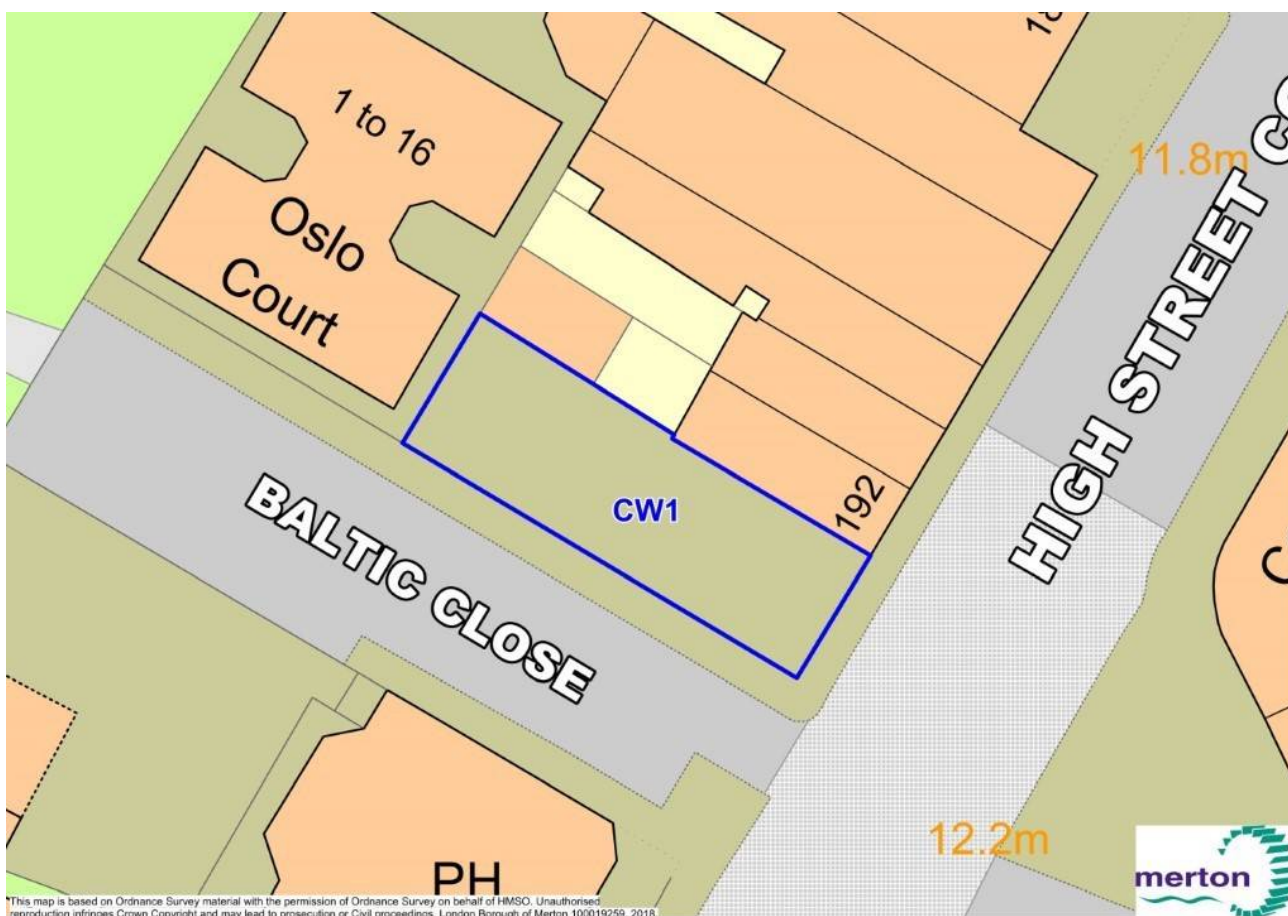 1 to 16
Oslo
Court
11.8m
HIGH STREET
192
CW1
BALTIC CLOSE
12.2m
PH
merton
This map is based on Ordnance Survey material with the permission of Ordnance Survey on behalf of HMSO. Unauthorised
reproduction infringes Crown Copyright and may lead to prosecution or Civil proceedings. London Borough of Merton 100019259. 2018.